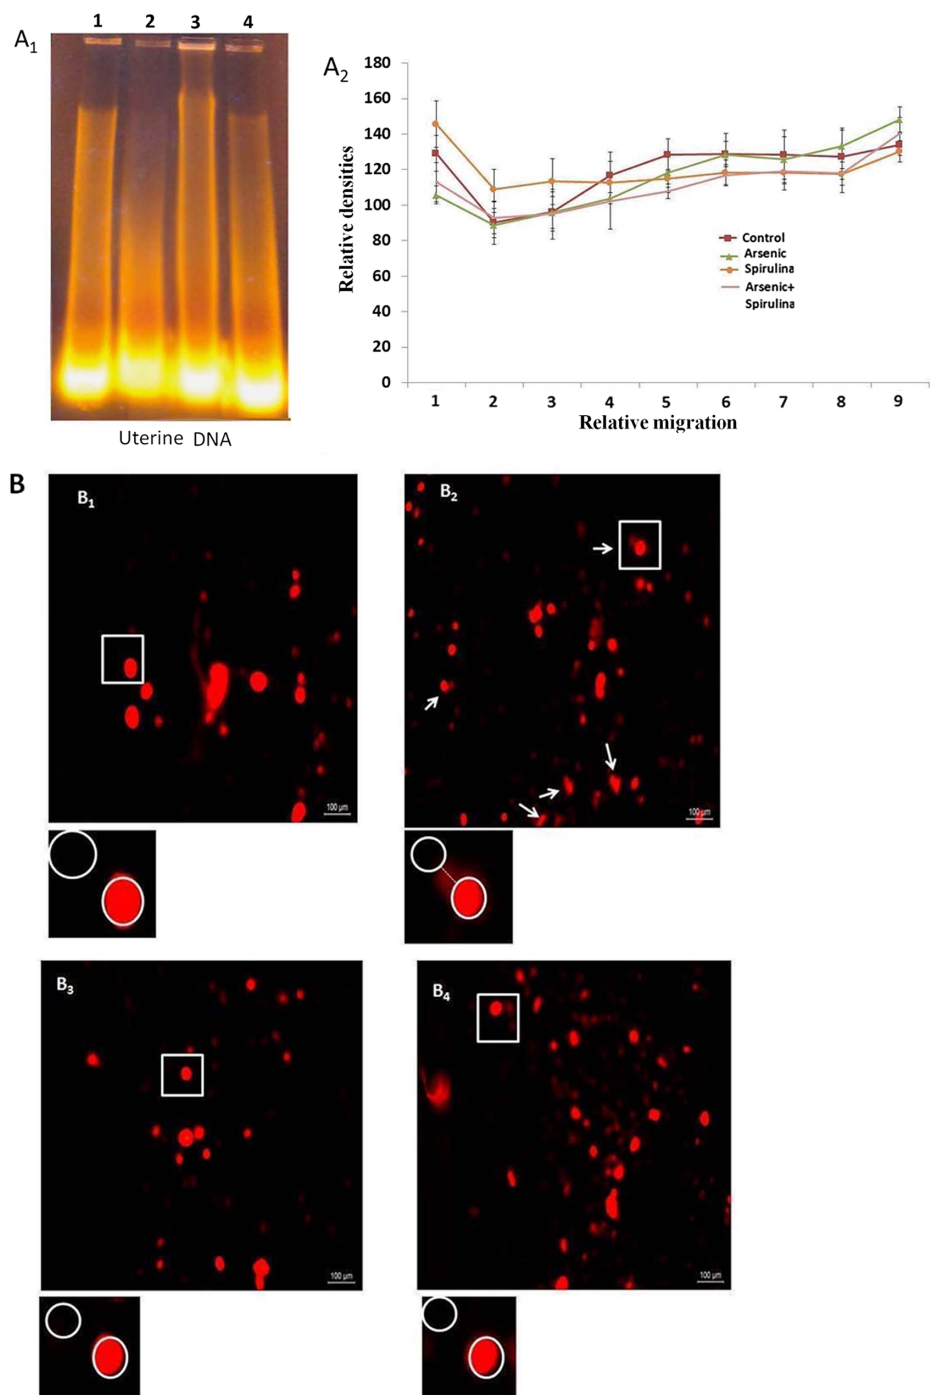 1 2 3 4
A1
Uterine DNA
A2
180
160
140
120
100
80
60
40
20
0
Relative densities
1 2 3 4 5 6 7 8 9
Relative migration
Control
Arsenic
Spirulina
Arsenic+
Spirulina
B
B1
100 µm
B2
100 µm
B3
100 µm
B4
100 µm